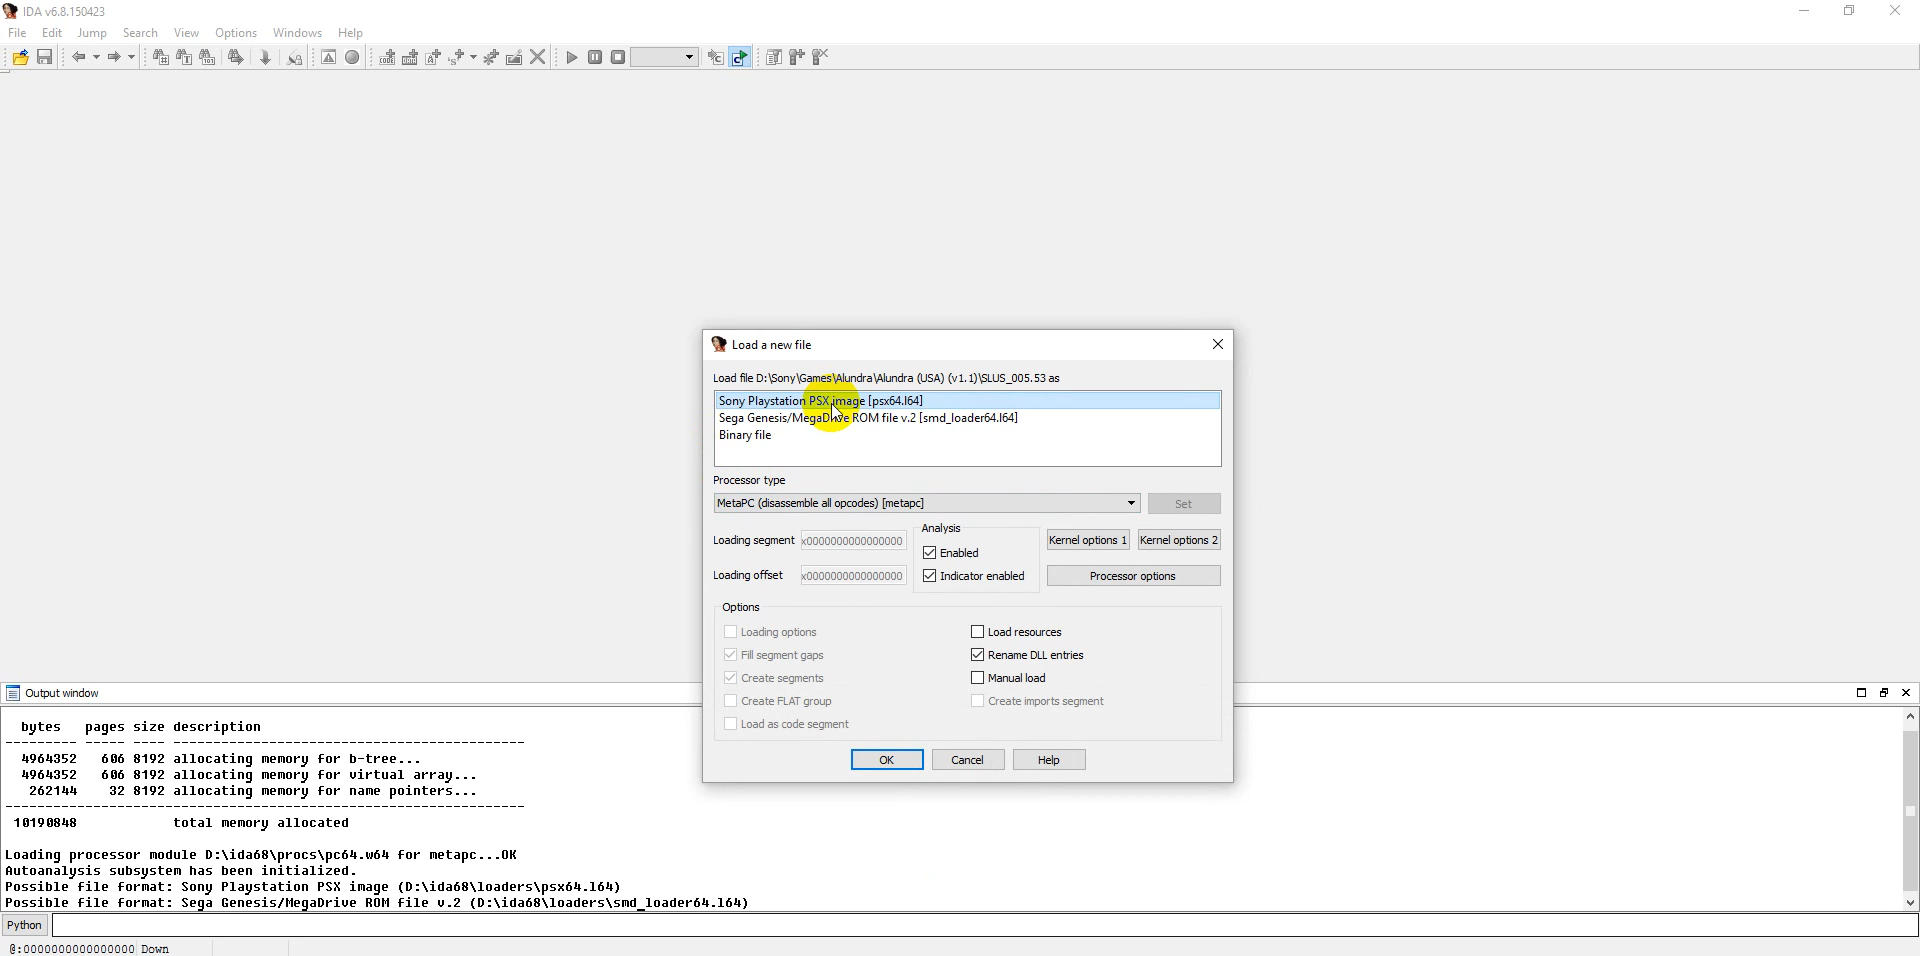 IDA v6.8.150423
File Edit Jump Search View Options Windows Help
Load a new file
Load file D:\Sony\Games\Alundra\Alundra (USA) (v1.1)\SLUS_005.53 as
Sony Playstation PSX image [psx64.l64]
Sega Genesis/MegaDrive ROM file v.2 [smd_loader64.l64]
Binary file
Processor type
MetaPC (disassemble all opcodes) [metapc] Set
Loading segment x0000000000000000
Loading offset x0000000000000000
Analysis
Enabled
Indicator enabled
Kernel options 1 Kernel options 2
Processor options
Options
Loading options Load resources
Fill segment gaps Rename DLL entries
Create segments Manual load
Create FLAT group Create imports segment
Load as code segment
OK Cancel Help
Output window
bytes pages size description
--------- ----- ---- --------------------------------------------
4964352 606 8192 allocating memory for b-tree...
4964352 606 8192 allocating memory for virtual array...
262144 32 8192 allocating memory for name pointers...
-----------------------------------------------------------------
10190848 total memory allocated
Loading processor module D:\ida68\procs\pc64.w64 for metapc...OK
Autoanalysis subsystem has been initialized.
Possible file format: Sony Playstation PSX image (D:\ida68\loaders\psx64.l64)
Possible file format: Sega Genesis/MegaDrive ROM file v.2 (D:\ida68\loaders\smd_loader64.l64)
Python
@:0000000000000000 Down